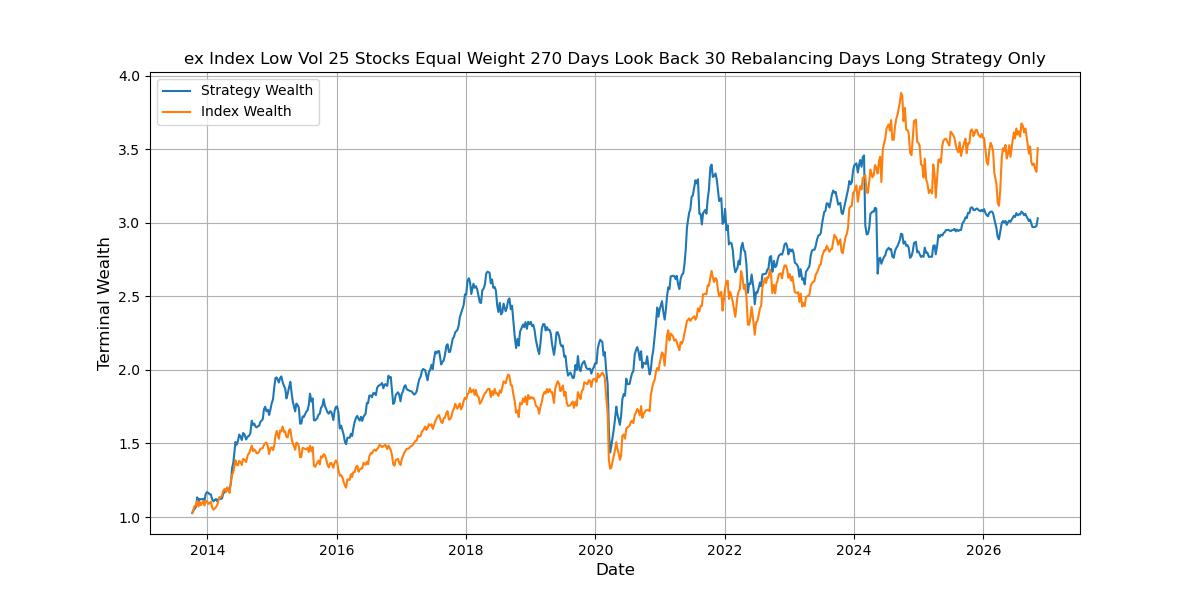 ex Index Low Vol 25 Stocks Equal Weight 270 Days Look Back 30 Rebalancing Days Long Strategy Only
Strategy Wealth
Index Wealth
Terminal Wealth
4.0
3.5
3.0
2.5
2.0
1.5
1.0
2014 2016 2018 2020 2022 2024 2026
Date